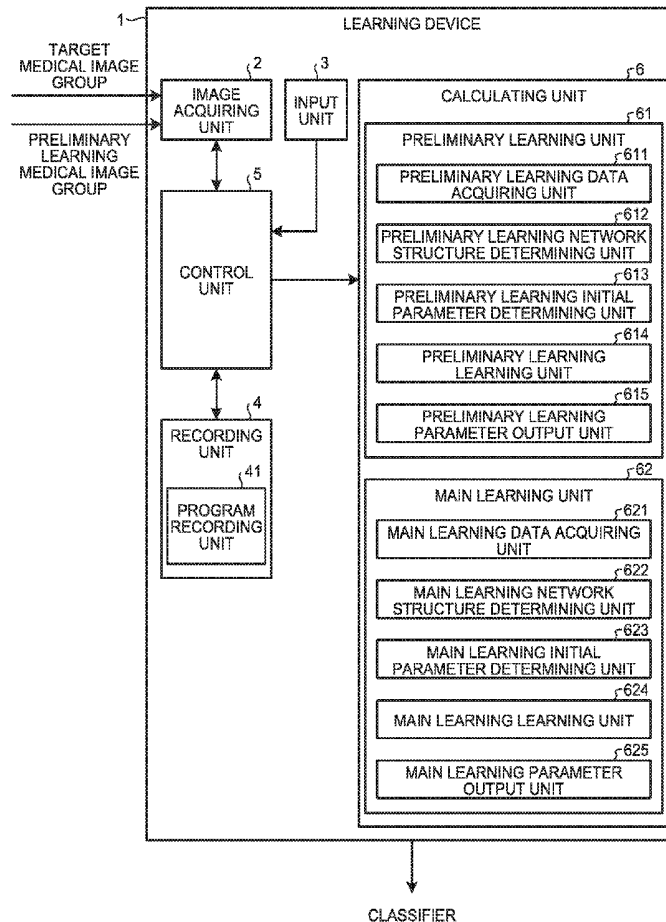 1
LEARNING DEVICE
TARGET
MEDICAL IMAGE
GROUP
PRELIMINARY
LEARNING
MEDICAL IMAGE
GROUP
2
IMAGE
ACQUIRING
UNIT
3
INPUT
UNIT
5
CONTROL
UNIT
4
RECORDING
UNIT
41
PROGRAM
RECORDING
UNIT
6
CALCULATING UNIT
61
PRELIMINARY LEARNING UNIT
611
PRELIMINARY LEARNING DATA
ACQUIRING UNIT
612
PRELIMINARY LEARNING NETWORK
STRUCTURE DETERMINING UNIT
613
PRELIMINARY LEARNING INITIAL
PARAMETER DETERMINING UNIT
614
PRELIMINARY LEARNING
LEARNING UNIT
615
PRELIMINARY LEARNING
PARAMETER OUTPUT UNIT
62
MAIN LEARNING UNIT
621
MAIN LEARNING DATA ACQUIRING
UNIT
622
MAIN LEARNING NETWORK
STRUCTURE DETERMINING UNIT
623
MAIN LEARNING INITIAL
PARAMETER DETERMINING UNIT
624
MAIN LEARNING LEARNING UNIT
625
MAIN LEARNING PARAMETER
OUTPUT UNIT
CLASSIFIER